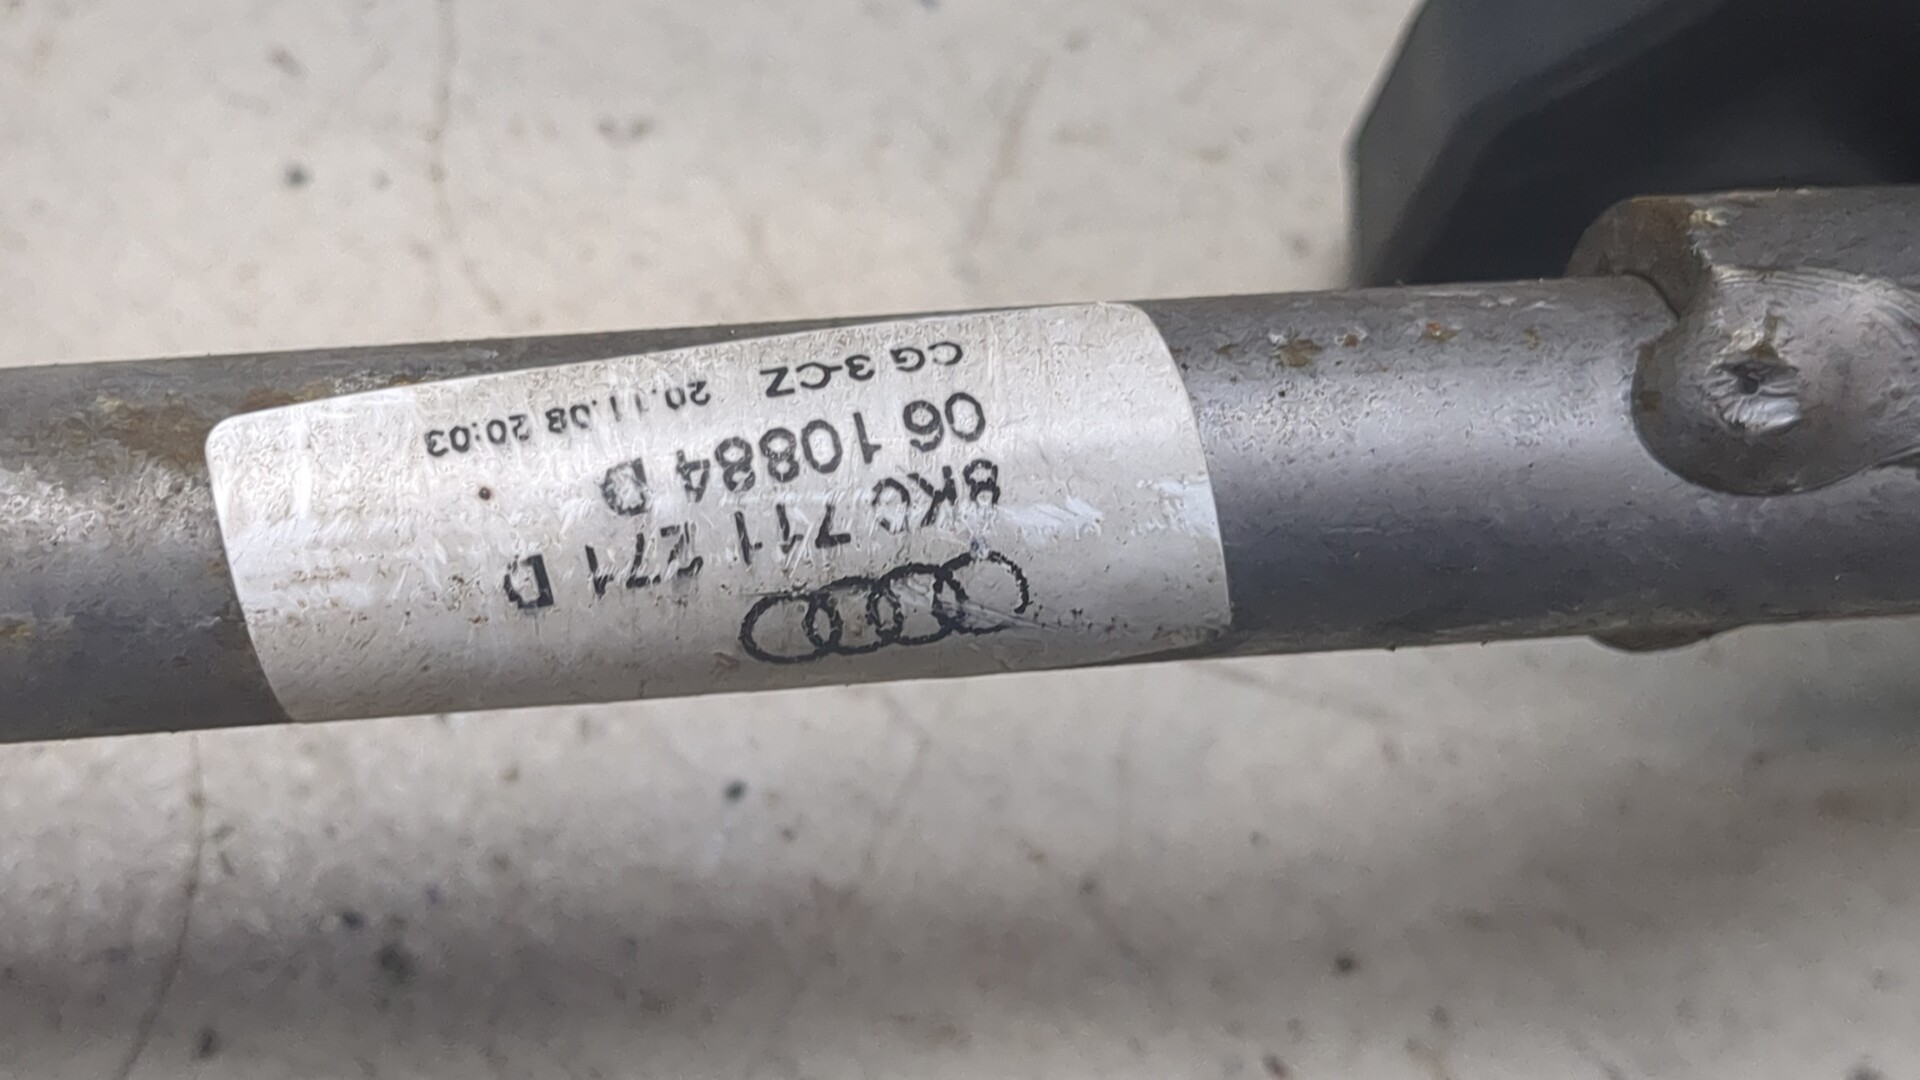 8K0 711 271 D
06 10884 D
CG 3-CZ 20.11.08 20:03